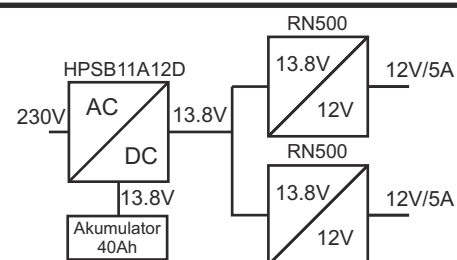 RN500
HPSB11A12D
13.8V
12V/5A
230V
AC
13.8V
12V
DC
RN500
13.8V
13.8V
12V/5A
Akumulator
40Ah
12V